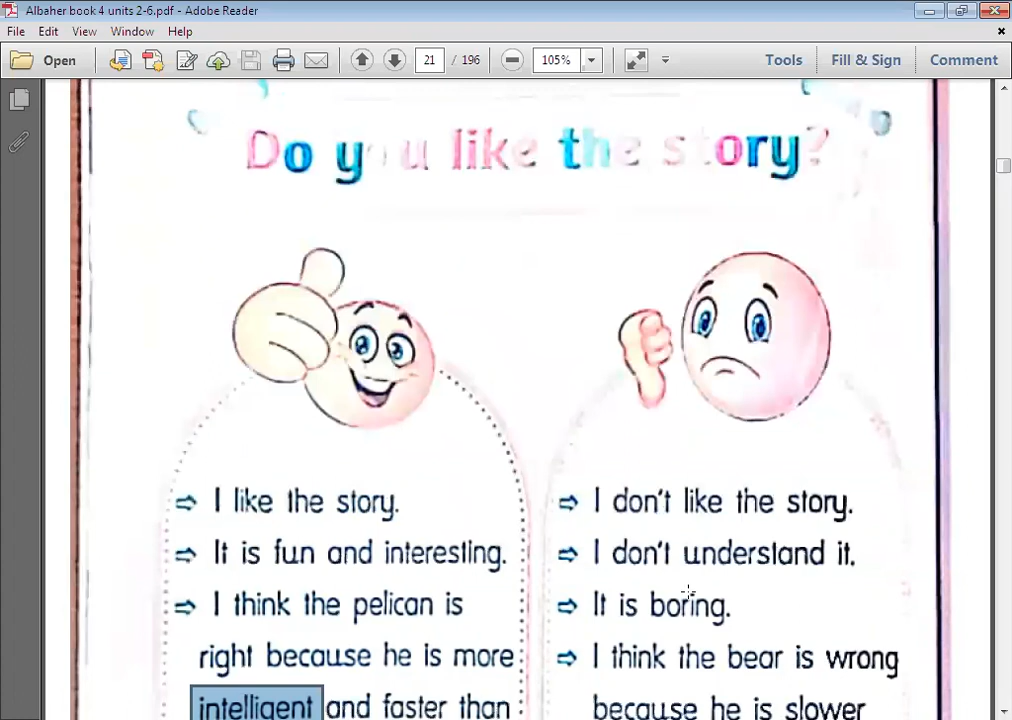 Albaher book 4 units 2-6.pdf - Adobe Reader
File Edit View Window Help
Open 21 / 196 105% Tools Fill & Sign Comment
Do you like the story?
I like the story.
It is fun and interesting.
I think the pelican is
right because he is more
intelligent and faster than
I don't like the story.
I don't understand it.
It is boring.
I think the bear is wrong
because he is slower